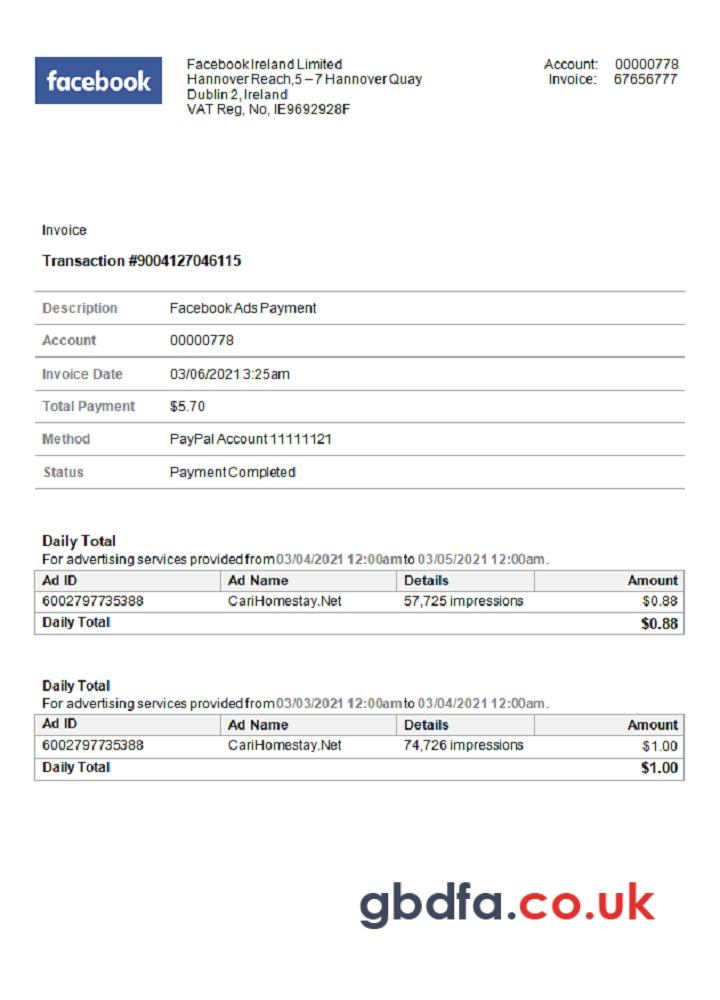 facebook
Facebook Ireland Limited
Hannover Reach, 5 – 7 Hannover Quay
Dublin 2, Ireland
VAT Reg, No, IE9692928F
Account: 00000778
Invoice: 67656777
Invoice
Transaction #9004127046115
Description Facebook Ads Payment
Account 00000778
Invoice Date 03/06/2021 3:25am
Total Payment $5.70
Method PayPal Account 11111121
Status Payment Completed
Daily Total
For advertising services provided from 03/04/2021 12:00am to 03/05/2021 12:00am.
Ad ID Ad Name Details Amount
6002797735388 CariHomestay.Net 57,725 impressions $0.88
Daily Total $0.88
Daily Total
For advertising services provided from 03/03/2021 12:00am to 03/04/2021 12:00am.
Ad ID Ad Name Details Amount
6002797735388 CariHomestay.Net 74,726 impressions $1.00
Daily Total $1.00
gbdfa.co.uk